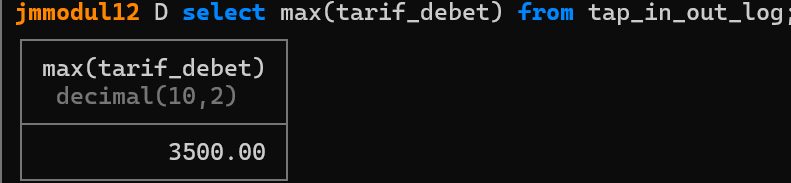 jmmodul12 D select max(tarif_debet) from tap_in_out_log;
max(tarif_debet)
decimal(10,2)
3500.00